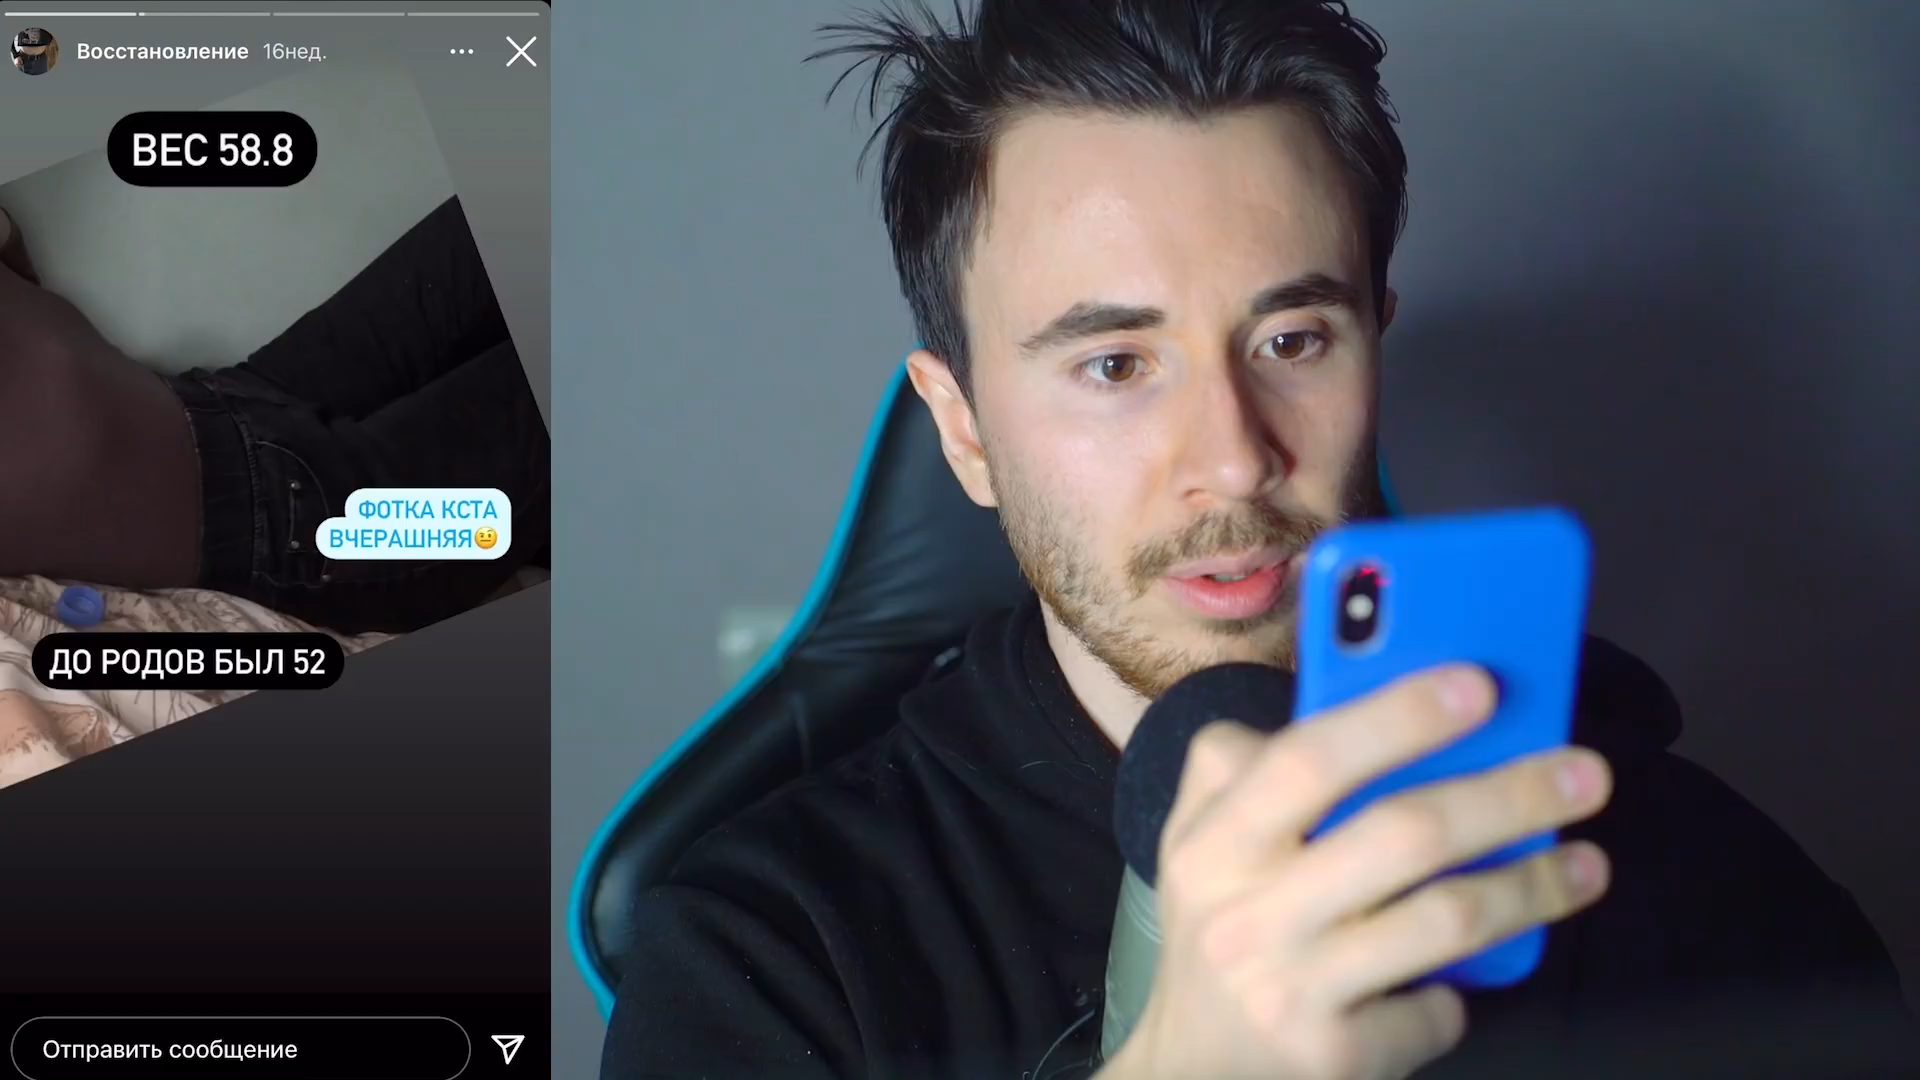 Восстановление 16нед.
ВЕС 58.8
ФОТКА КСТА
ВЧЕРАШНЯЯ🤨
ДО РОДОВ БЫЛ 52
Отправить сообщение